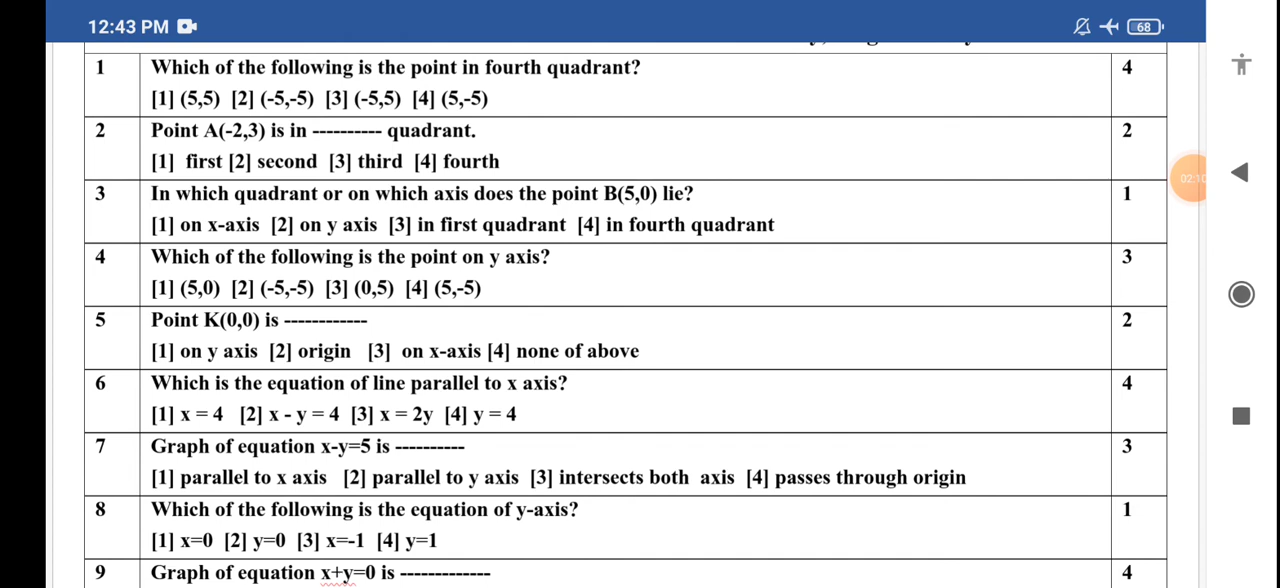 12:43 PM
68
1 Which of the following is the point in fourth quadrant? 4
[1] (5,5) [2] (-5,-5) [3] (-5,5) [4] (5,-5)
2 Point A(-2,3) is in ---------- quadrant. 2
[1] first [2] second [3] third [4] fourth
02:10
3 In which quadrant or on which axis does the point B(5,0) lie? 1
[1] on x-axis [2] on y axis [3] in first quadrant [4] in fourth quadrant
4 Which of the following is the point on y axis? 3
[1] (5,0) [2] (-5,-5) [3] (0,5) [4] (5,-5)
5 Point K(0,0) is ------------ 2
[1] on y axis [2] origin [3] on x-axis [4] none of above
6 Which is the equation of line parallel to x axis? 4
[1] x = 4 [2] x - y = 4 [3] x = 2y [4] y = 4
7 Graph of equation x-y=5 is ---------- 3
[1] parallel to x axis [2] parallel to y axis [3] intersects both axis [4] passes through origin
8 Which of the following is the equation of y-axis? 1
[1] x=0 [2] y=0 [3] x=-1 [4] y=1
9 Graph of equation x+y=0 is ------------- 4